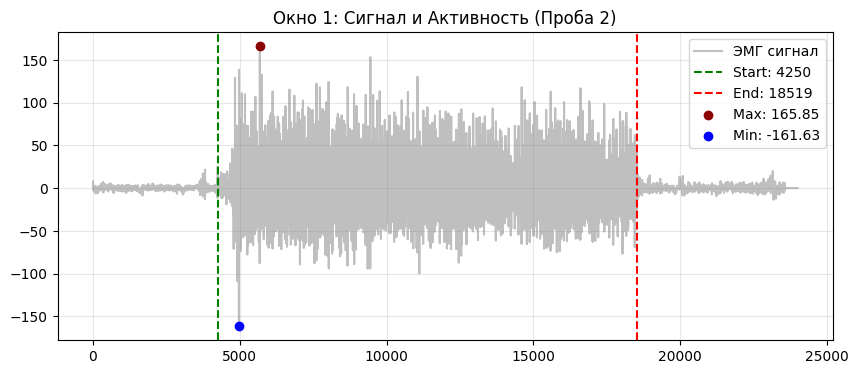 Окно 1: Сигнал и Активность (Проба 2)
150
100
50
0
−50
−100
−150
0
5000
10000
15000
20000
25000
ЭМГ сигнал
Start: 4250
End: 18519
Max: 165.85
Min: -161.63